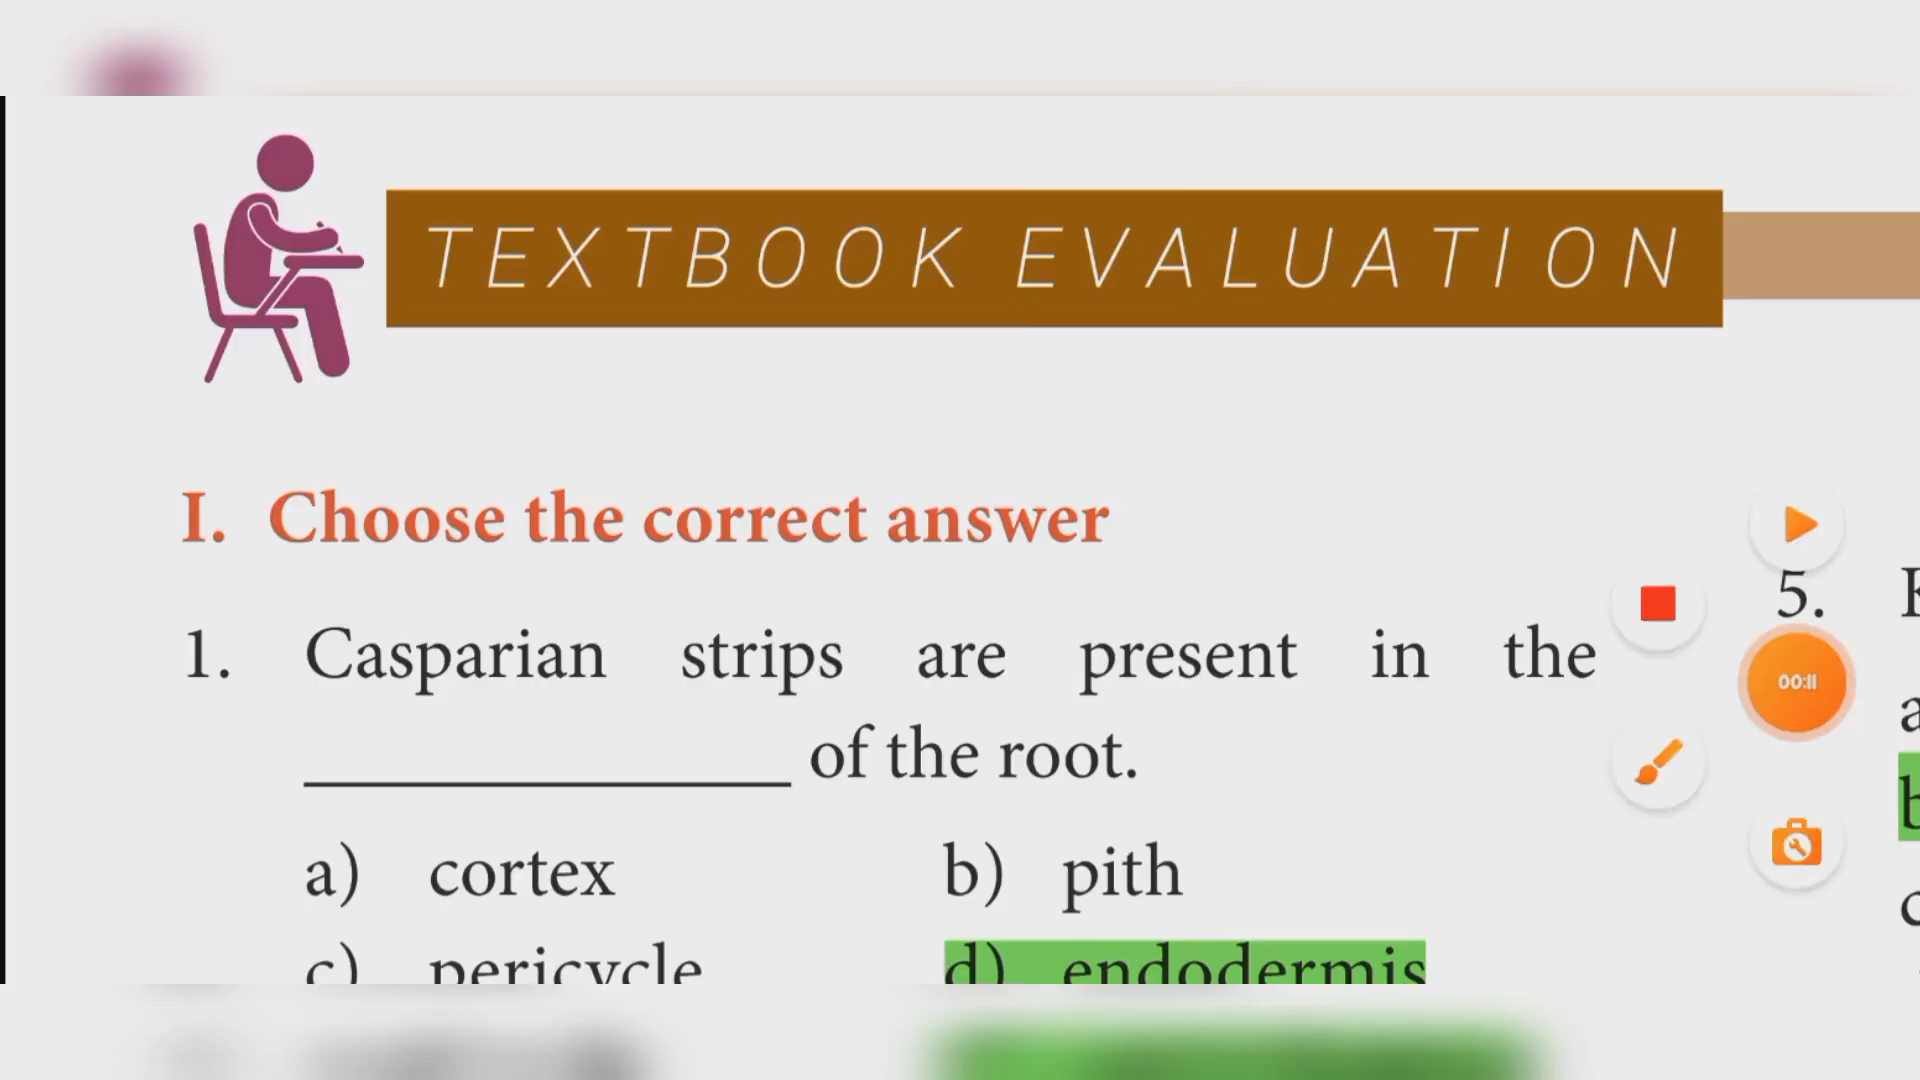 TEXTBOOK EVALUATION
I. Choose the correct answer
1. Casparian strips are present in the
______________ of the root.
a) cortex b) pith
c) pericycle d) endodermis
5.
00:11